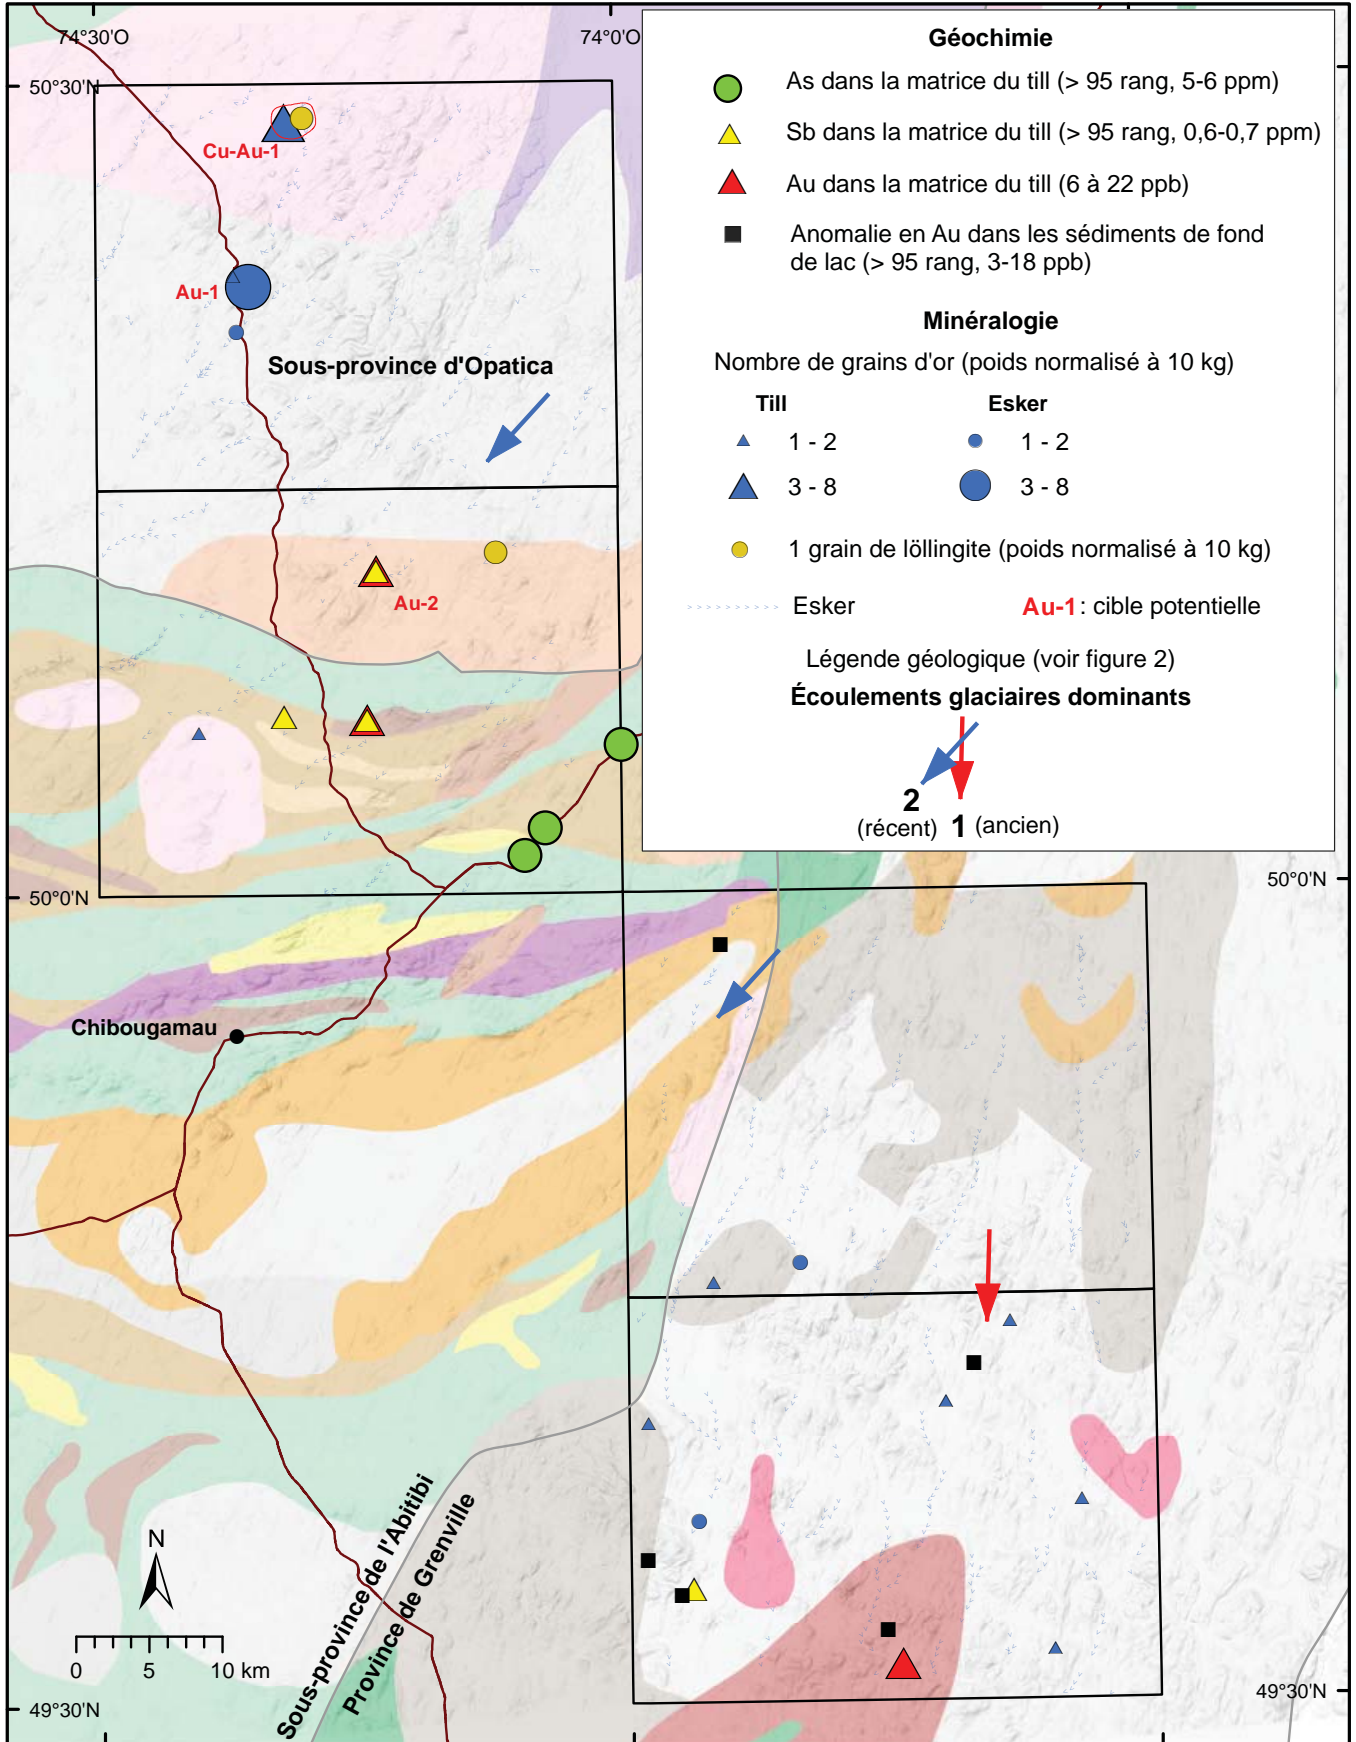 74°30'O
74°0'O
50°30'N
Géochimie
As dans la matrice du till (> 95 rang, 5-6 ppm)
Sb dans la matrice du till (> 95 rang, 0,6-0,7 ppm)
Au dans la matrice du till (6 à 22 ppb)
Anomalie en Au dans les sédiments de fond
de lac (> 95 rang, 3-18 ppb)
Minéralogie
Nombre de grains d'or (poids normalisé à 10 kg)
Till
Esker
1 - 2
1 - 2
3 - 8
3 - 8
1 grain de löllingite (poids normalisé à 10 kg)
Esker
Au-1 : cible potentielle
Légende géologique (voir figure 2)
Écoulements glaciaires dominants
2
(récent)
1 (ancien)
Cu-Au-1
Au-1
Sous-province d'Opatica
Au-2
50°0'N
50°0'N
Chibougamau
Sous-province de l'Abitibi
Province de Grenville
N
0 5 10 km
49°30'N
49°30'N